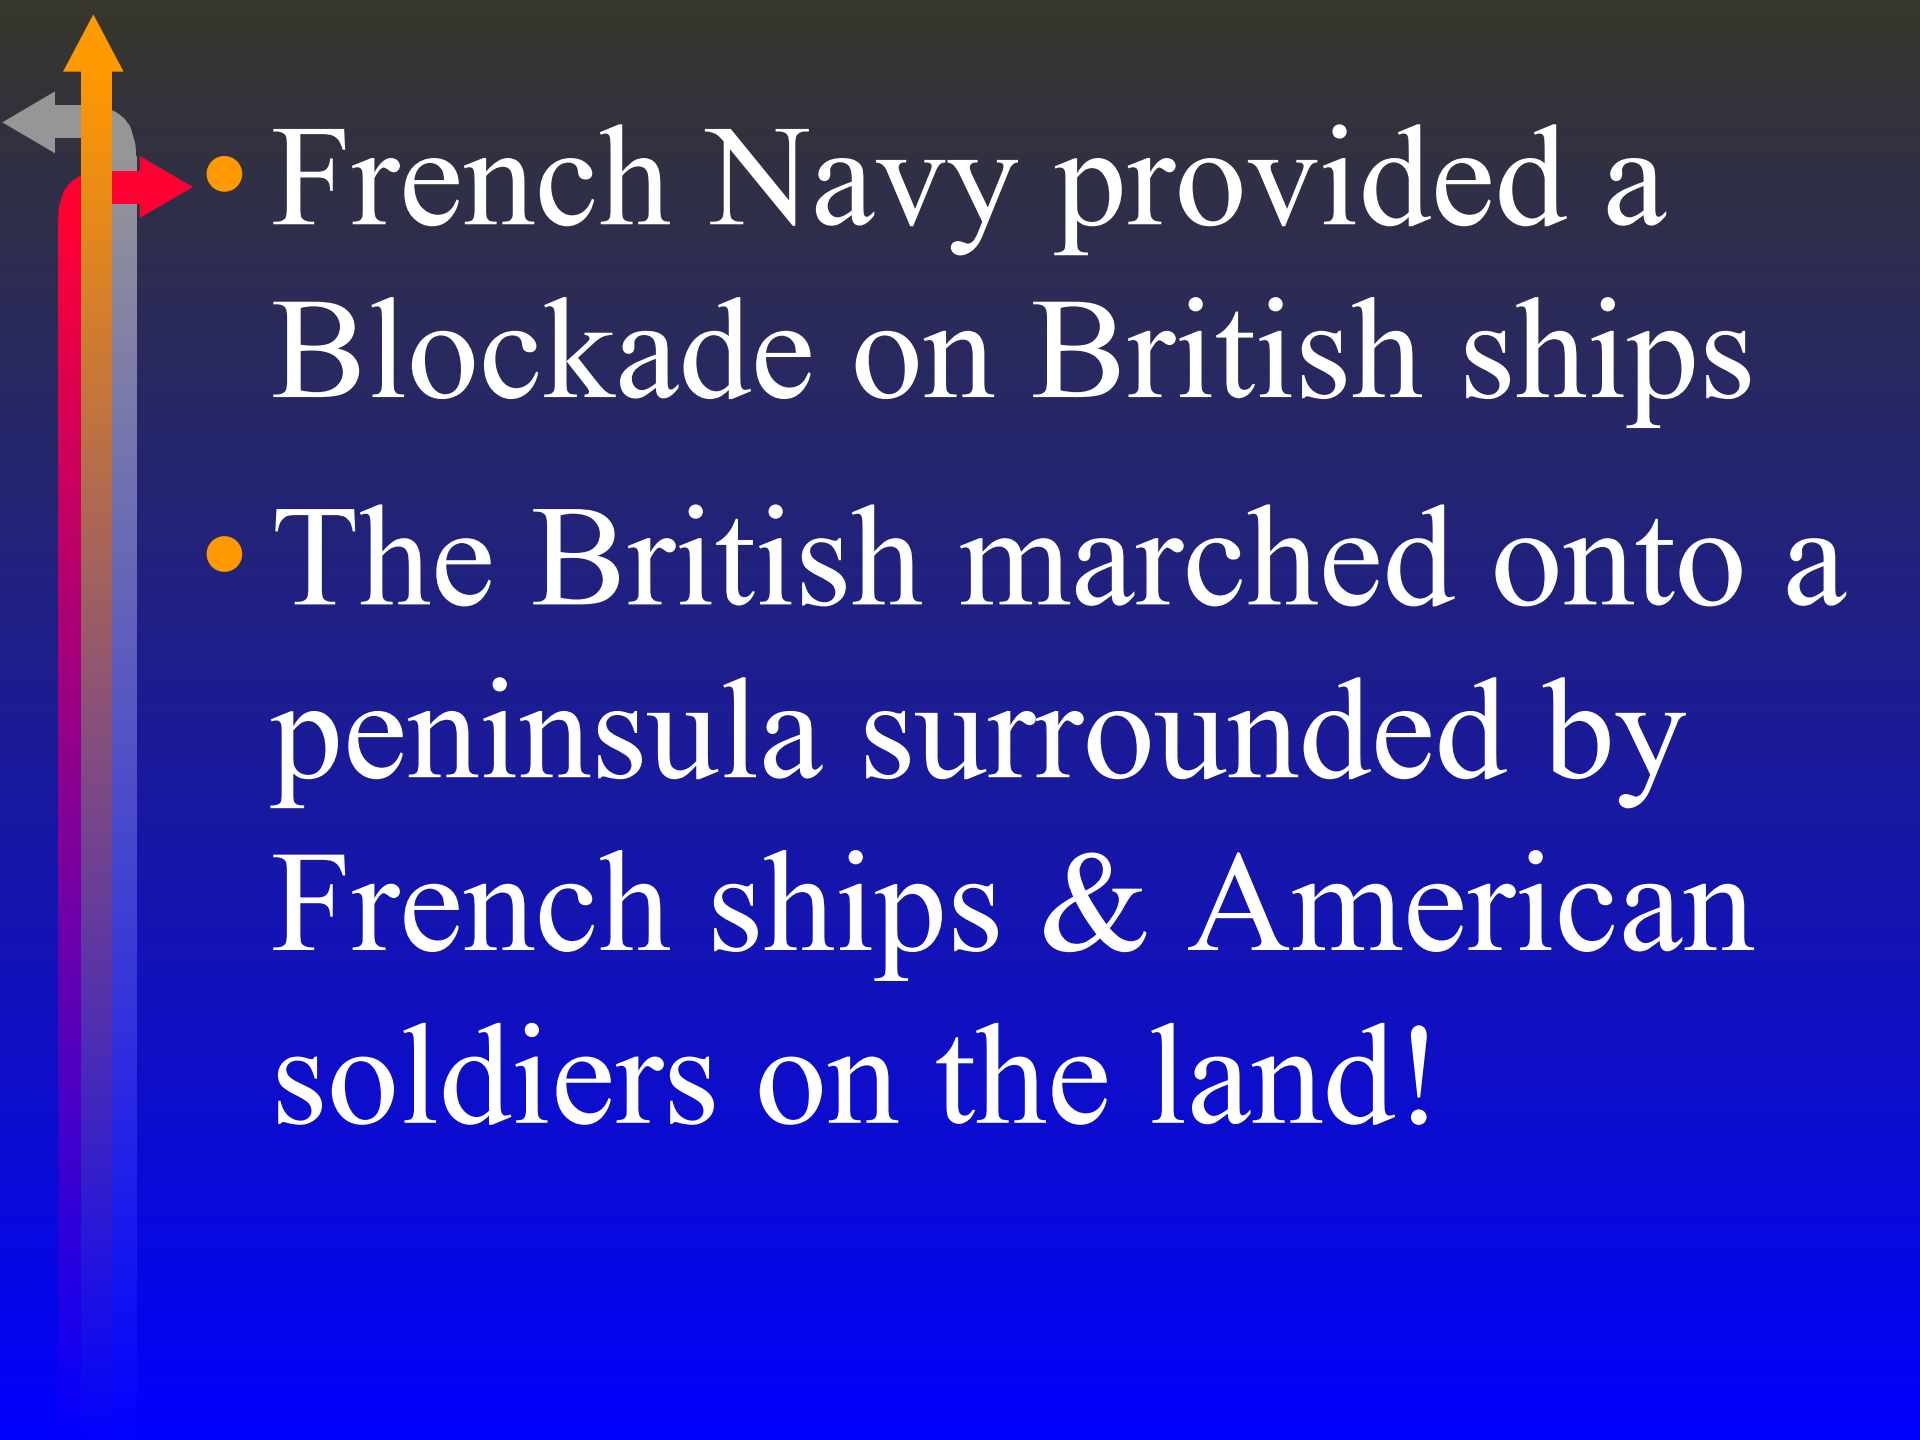 • French Navy provided a
Blockade on British ships
• The British marched onto a
peninsula surrounded by
French ships & American
soldiers on the land!